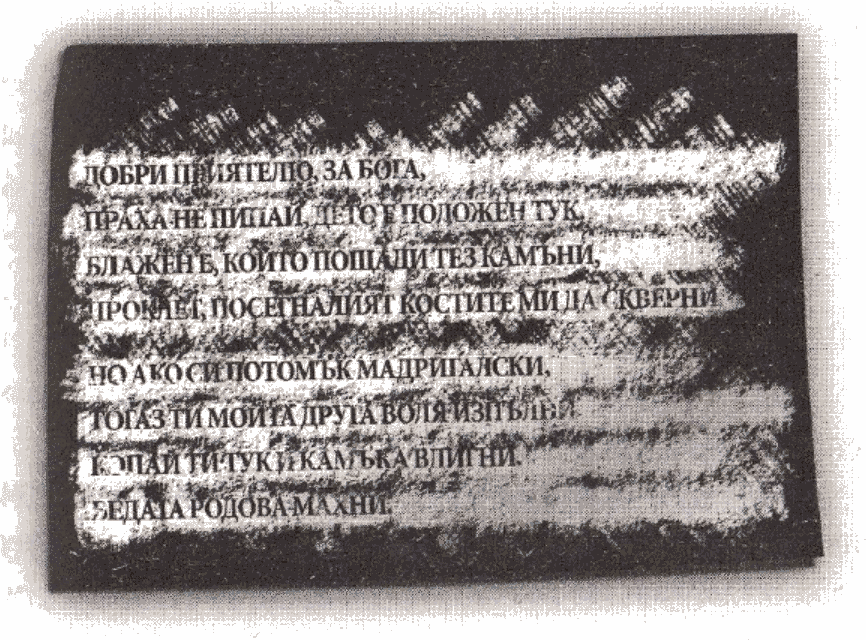 ДОБРИ ПРИЯТЕЛЮ, ЗА БОГА,
ПРАХА НЕ ПИПАЙ, ДЕТО Е ПОЛОЖЕН ТУК.
БЛАЖЕН Е, КОЙТО ПОЩАДИ ТЕЗ КАМЪНИ,
ПРОКЛЕТ, ПОСЕГНАЛИЯТ КОСТИТЕ МИ ДА СКВЕРНИ
НО АКО СИ ПОТОМЪК МАДРИГАЛСКИ,
ТОГАЗ ТИ МОЙТА ДРУГА ВОЛЯ ИЗПЪЛНИ
КОПАЙ ТИ ТУК И КАМЪКА ВДИГНИ.
БЕДАТА РОДОВА МАХНИ.